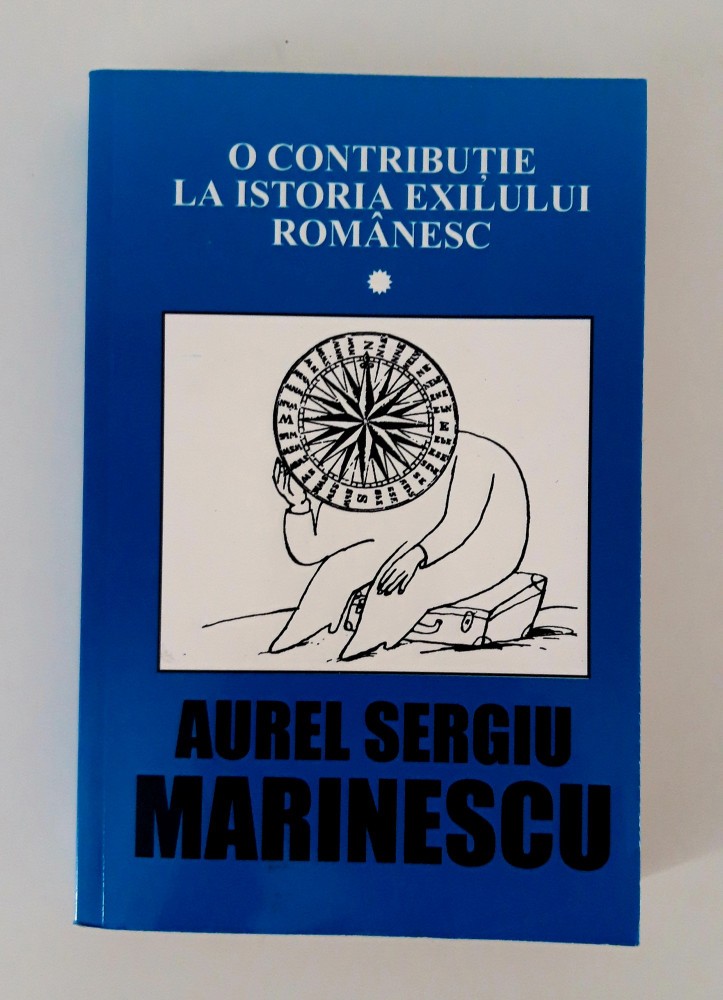 O CONTRIBUȚIE
LA ISTORIA EXILULUI
ROMÂNESC
N
E
S
W
AUREL SERGIU
MARINESCU